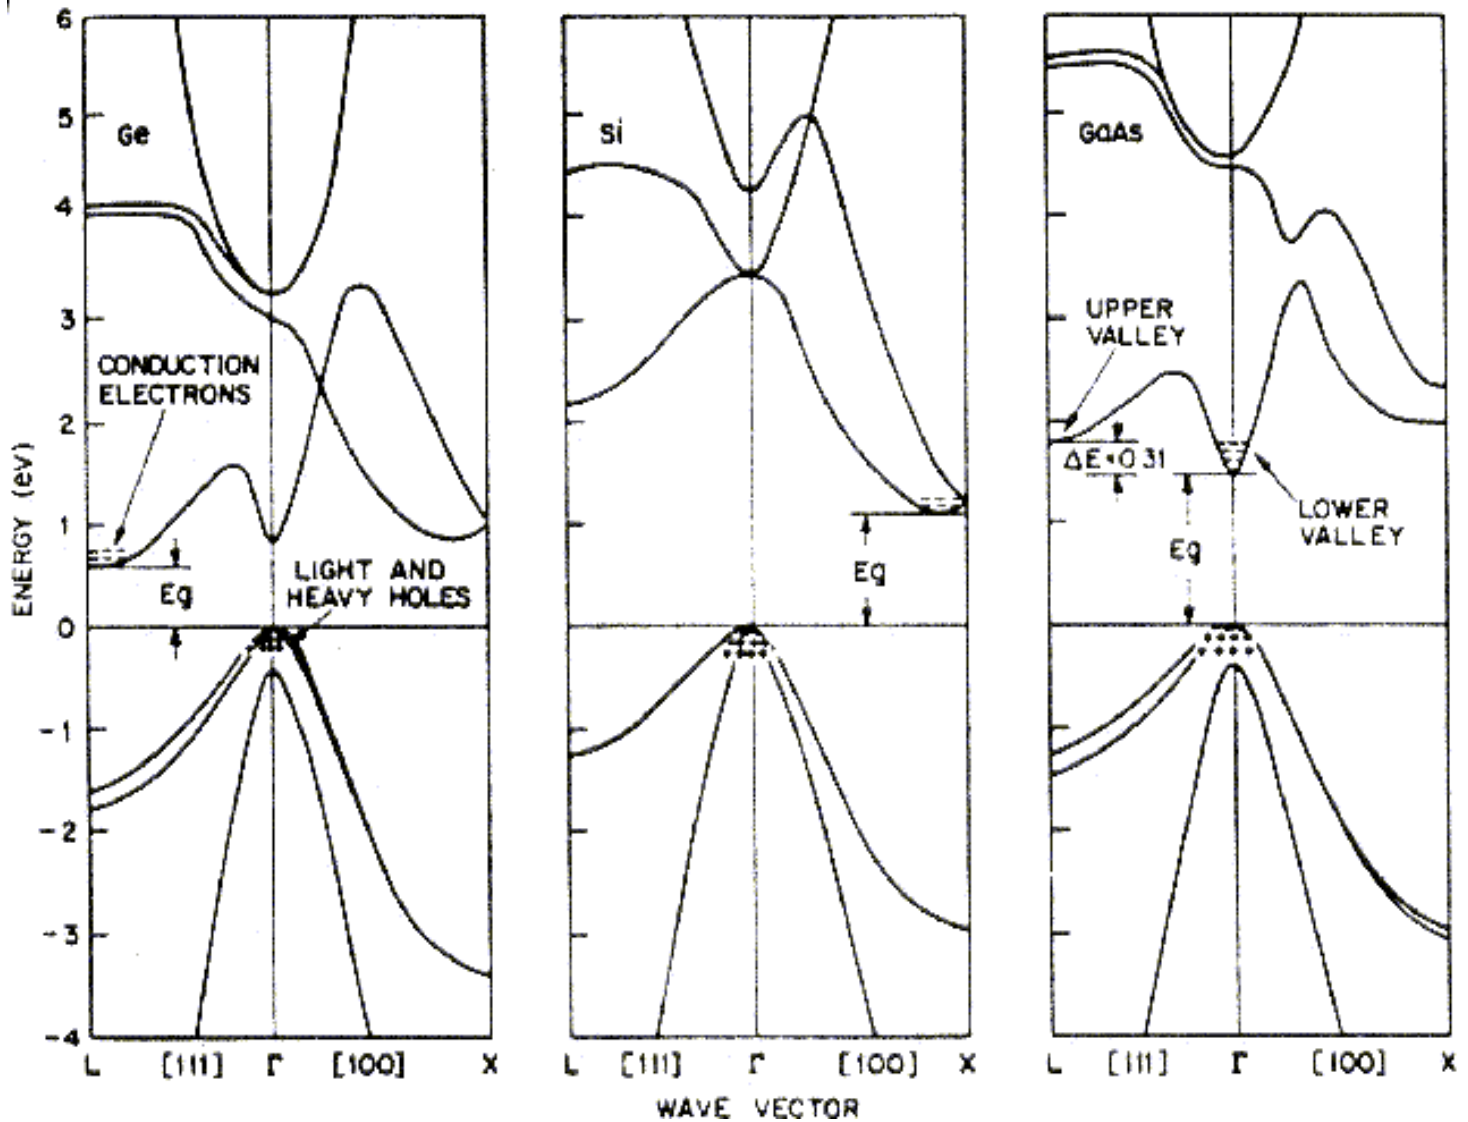 6
5
4
3
2
1
0
-1
-2
-3
-4
ENERGY (ev)
Ge
CONDUCTION
ELECTRONS
Eg
LIGHT AND
HEAVY HOLES
L [111] Γ [100] X
Si
Eg
L [111] Γ [100] X
GaAs
UPPER
VALLEY
ΔE=0.31
LOWER
VALLEY
Eg
L [111] Γ [100] X
WAVE VECTOR